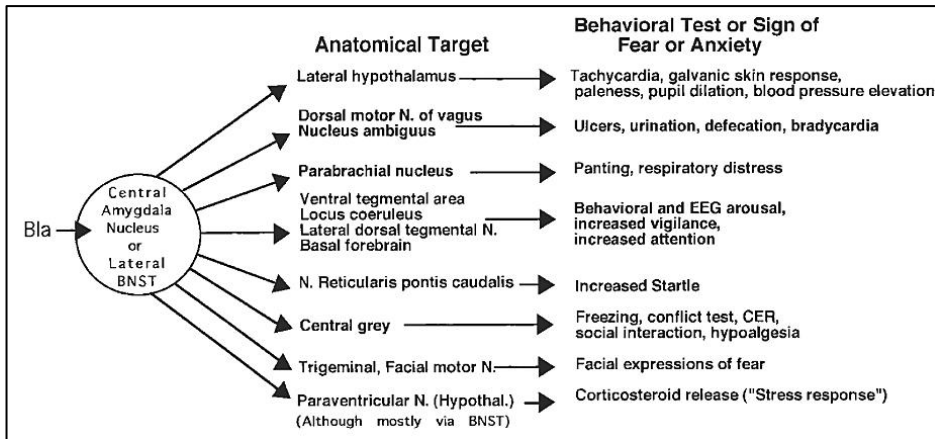 Anatomical Target
Behavioral Test or Sign of
Fear or Anxiety
Bla
Central
Amygdala
Nucleus
or
Lateral
BNST
Lateral hypothalamus
Tachycardia, galvanic skin response,
paleness, pupil dilation, blood pressure elevation
Dorsal motor N. of vagus
Nucleus ambiguus
Ulcers, urination, defecation, bradycardia
Parabrachial nucleus
Panting, respiratory distress
Ventral tegmental area
Locus coeruleus
Lateral dorsal tegmental N.
Basal forebrain
Behavioral and EEG arousal,
increased vigilance,
increased attention
N. Reticularis pontis caudalis
Increased Startle
Central grey
Freezing, conflict test, CER,
social interaction, hypoalgesia
Trigeminal, Facial motor N.
Facial expressions of fear
Paraventricular N. (Hypothal.)
(Although mostly via BNST)
Corticosteroid release ("Stress response")